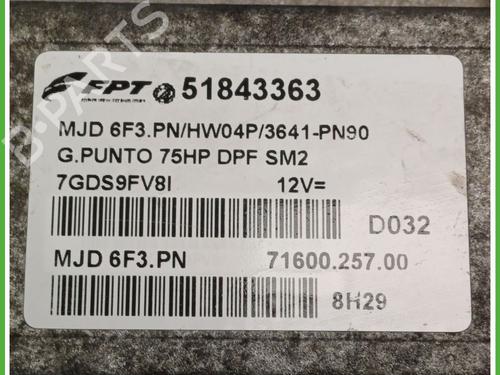 FPT 51843363
MJD 6F3.PN/HW04P/3641-PN90
G.PUNTO 75HP DPF SM2
7GDS9FV8I 12V=
D032
MJD 6F3.PN 71600.257.00
8H29
B-PARTS